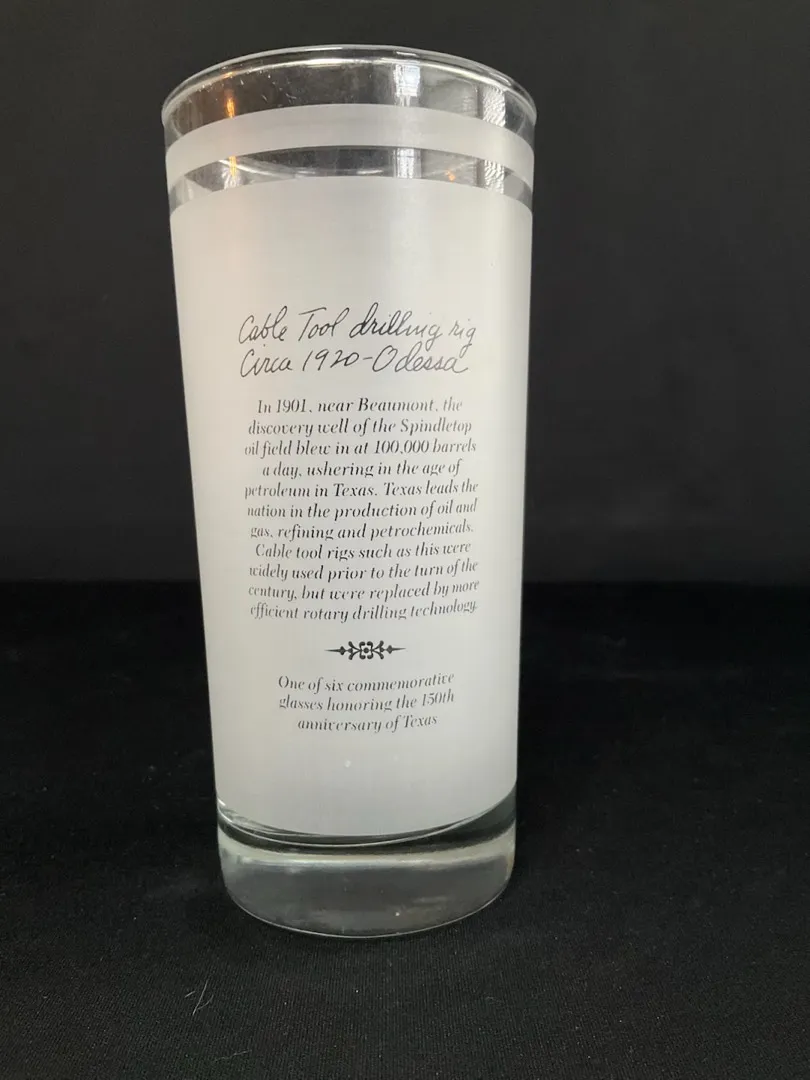 Cable Tool drilling rig
Circa 1920-Odessa
In 1901, near Beaumont, the
discovery well of the Spindletop
oil field blew in at 100,000 barrels
a day, ushering in the age of
petroleum in Texas. Texas leads the
nation in the production of oil and
gas, refining and petrochemicals.
Cable tool rigs such as this were
widely used prior to the turn of the
century, but were replaced by more
efficient rotary drilling technology.
One of six commemorative
glasses honoring the 150th
anniversary of Texas